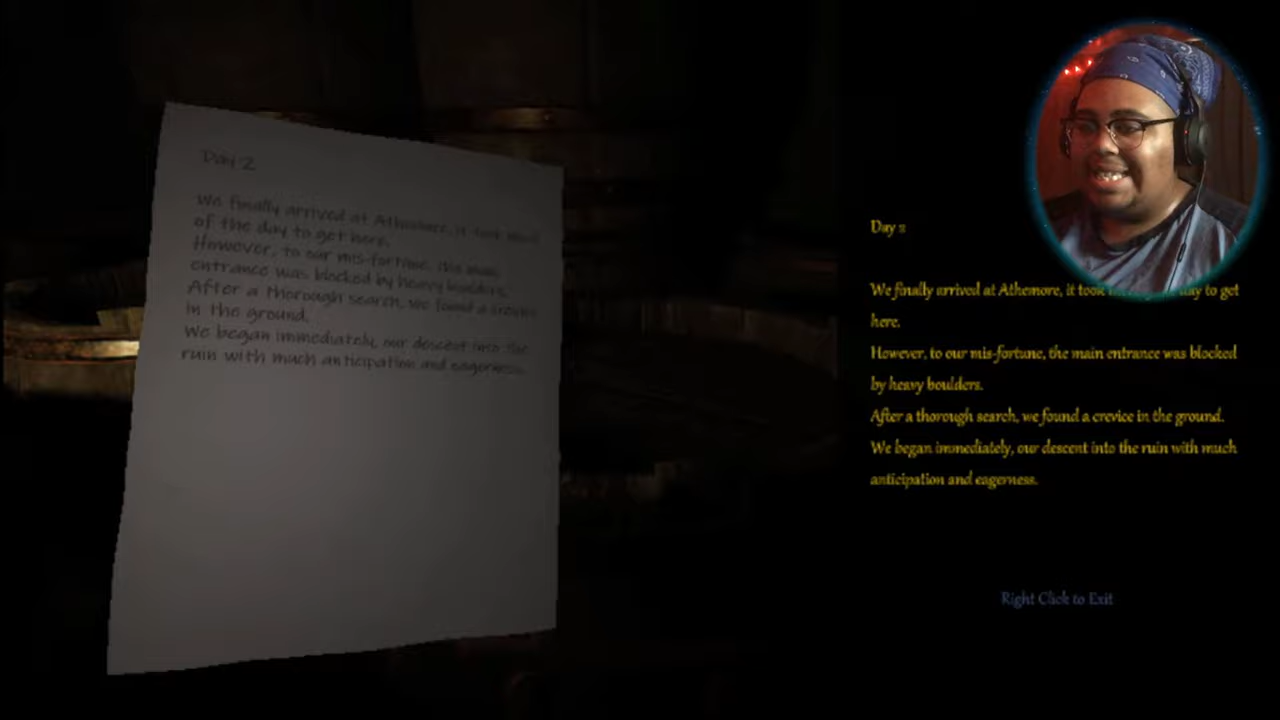 Day 2
We finally arrived at Athemore, it took
of the day to get here.
However, to our mis-fortune, the main
entrance was blocked by heavy boulders.
After a thorough search, we found a crevice
in the ground.
We began immediately, our descent into the
ruin with much anticipation and eagerness.
Day 2
We finally arrived at Athemore, it took day to get
here.
However, to our mis-fortune, the main entrance was blocked
by heavy boulders.
After a thorough search, we found a crevice in the ground.
We began immediately, our descent into the ruin with much
anticipation and eagerness.
Right Click to Exit